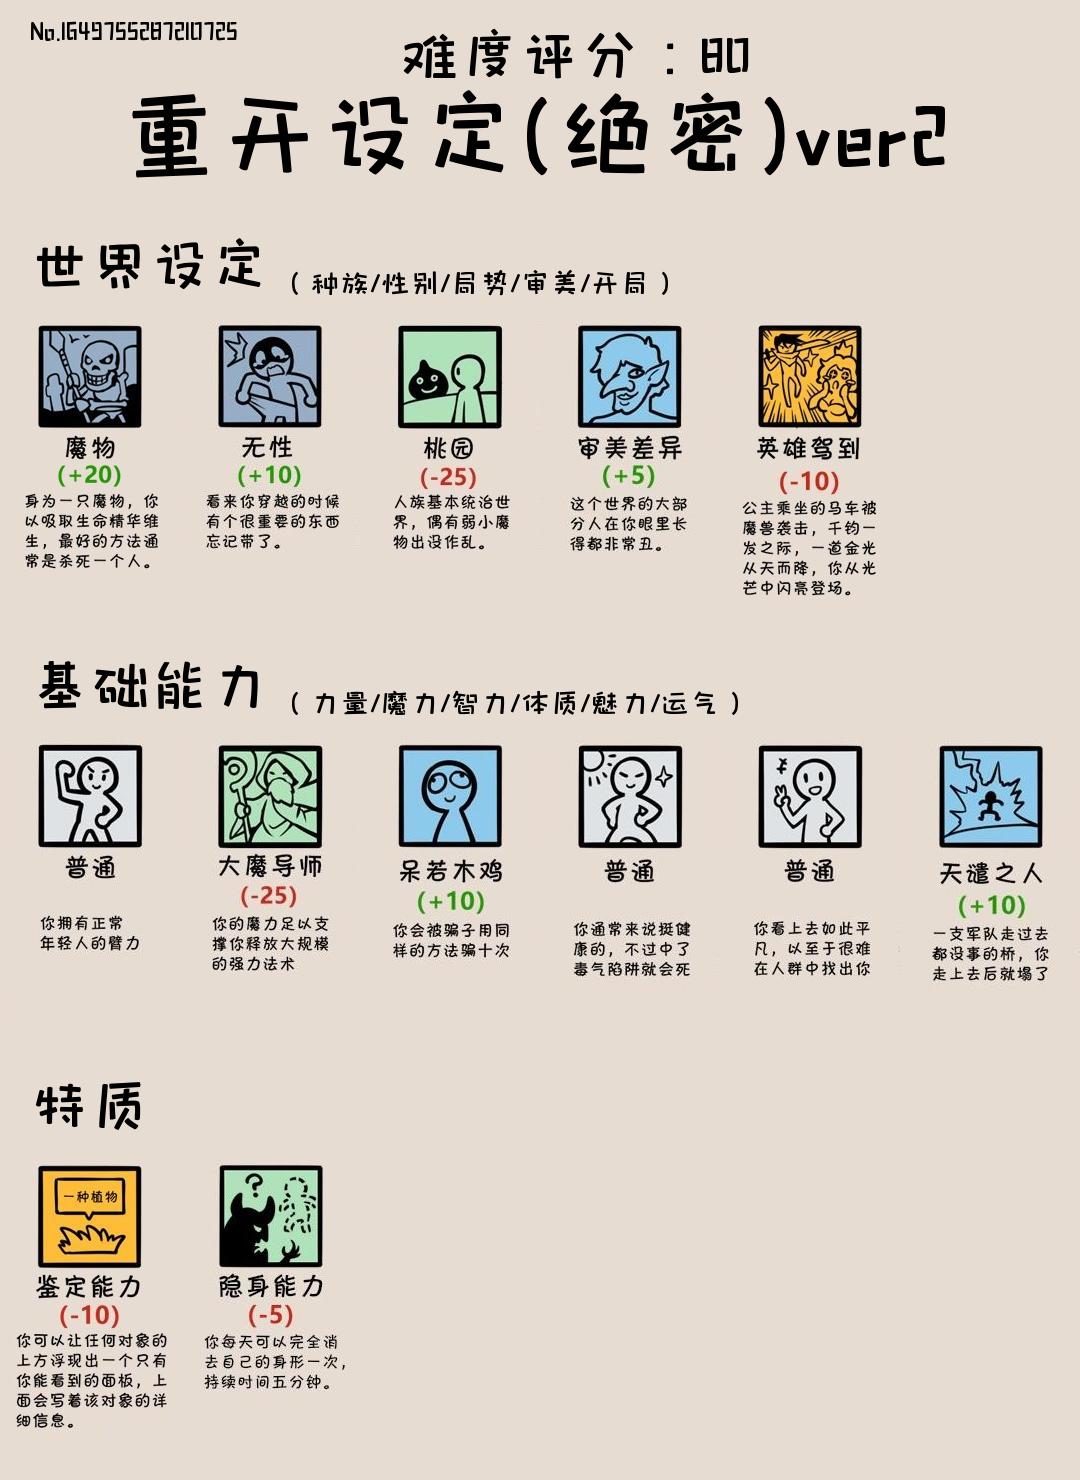 No.1649755287210725
难度评分：80
重开设定(绝密)ver2
世界设定（种族/性别/局势/审美/开局）
魔物 无性 桃园 审美差异 英雄驾到
(+20) (+10) (-25) (+5) (-10)
身为一只魔物，你
以吸取生命精华维
生，最好的方法通
常是杀死一个人。
看来你穿越的时候
有个很重要的东西
忘记带了。
人族基本统治世
界，偶有弱小魔
物出没作乱。
这个世界的大部
分人在你眼里长
得都非常丑。
公主乘坐的马车被
魔兽袭击，千钧一
发之际，一道金光
从天而降，你从光
芒中闪亮登场。
基础能力（力量/魔力/智力/体质/魅力/运气）
普通 大魔导师 呆若木鸡 普通 普通 天谴之人
(-25) (+10) (+10)
你拥有正常
年轻人的臂力
你的魔力足以支
撑你释放大规模
的强力法术
你会被骗子用同
样的方法骗十次
你通常来说挺健
康的，不过中了
毒气陷阱就会死
你看上去如此平
凡，以至于很难
在人群中找出你
一支军队走过去
都没事的桥，你
走上去后就塌了
特质
一种植物
鉴定能力 隐身能力
(-10) (-5)
你可以让任何对象的
上方浮现出一个只有
你能看到的面板，上
面会写着该对象的详
细信息。
你每天可以完全消
去自己的身形一次，
持续时间五分钟。